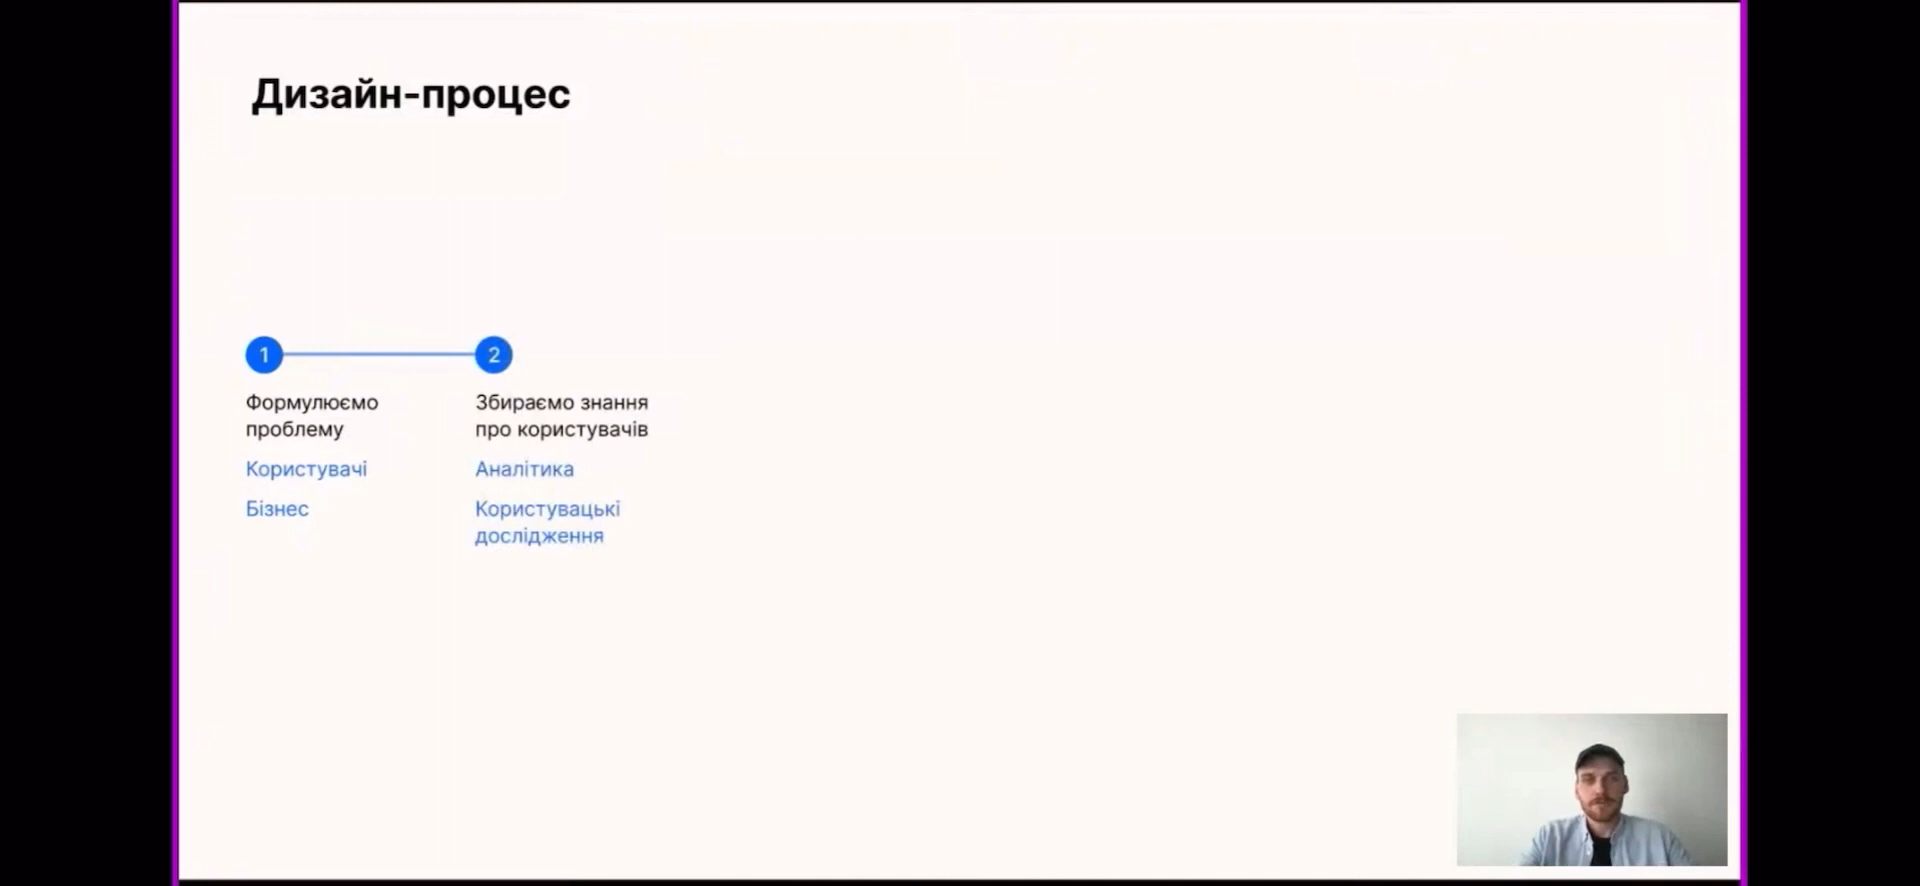 Дизайн-процес
1
Формулюємо
проблему
Користувачі
Бізнес
2
Збираємо знання
про користувачів
Аналітика
Користувацькі
дослідження